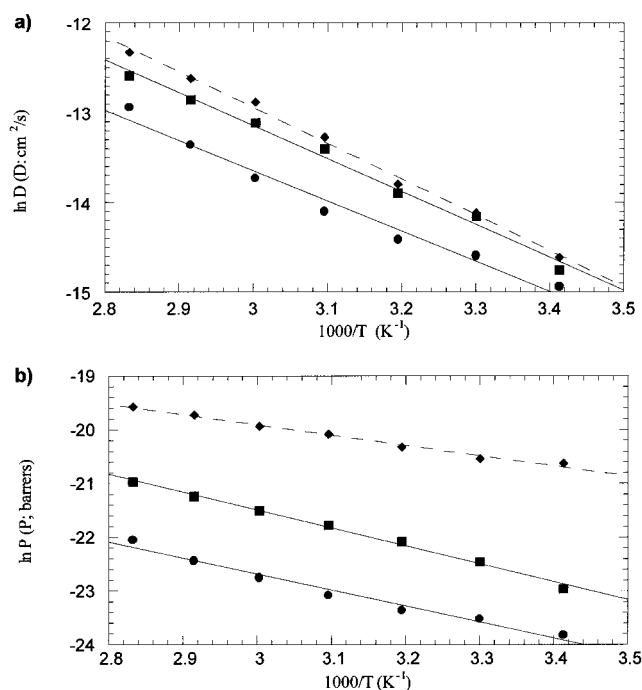 a)
-12
-13
-14
-15
ln D (D: cm²/s)
2.8 2.9 3 3.1 3.2 3.3 3.4 3.5
1000/T (K⁻¹)
b)
-19
-20
-21
-22
-23
-24
ln P (P; barrers)
2.8 2.9 3 3.1 3.2 3.3 3.4 3.5
1000/T (K⁻¹)